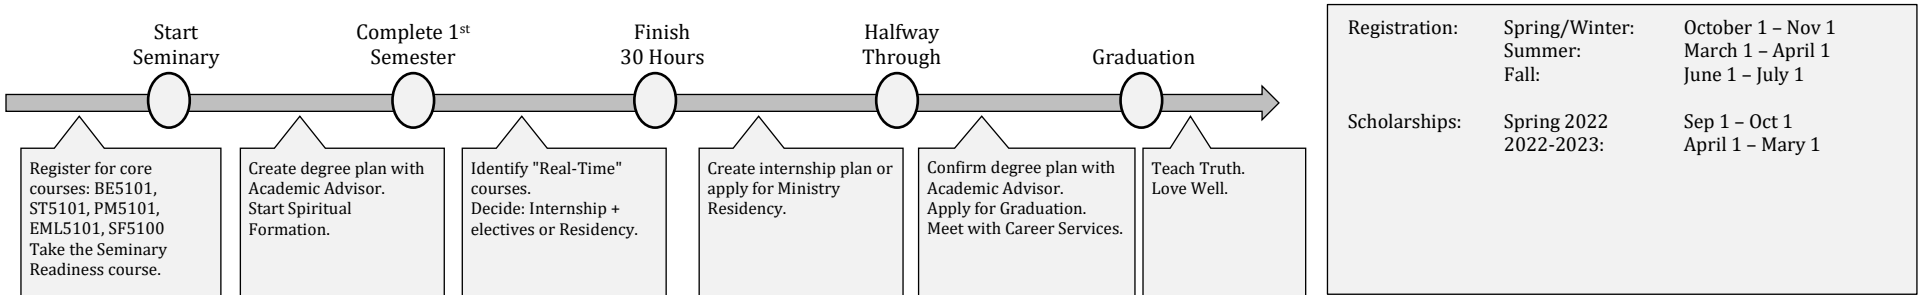 Start
Seminary
Complete 1st
Semester
Finish
30 Hours
Halfway
Through
Graduation
Register for core
courses: BE5101,
ST5101, PM5101,
EML5101, SF5100
Take the Seminary
Readiness course.
Create degree plan with
Academic Advisor.
Start Spiritual
Formation.
Identify "Real-Time"
courses.
Decide: Internship +
electives or Residency.
Create internship plan or
apply for Ministry
Residency.
Confirm degree plan with
Academic Advisor.
Apply for Graduation.
Meet with Career Services.
Teach Truth.
Love Well.
Registration: Spring/Winter: October 1 – Nov 1
Summer: March 1 – April 1
Fall: June 1 – July 1
Scholarships: Spring 2022 Sep 1 – Oct 1
2022-2023: April 1 – Mary 1